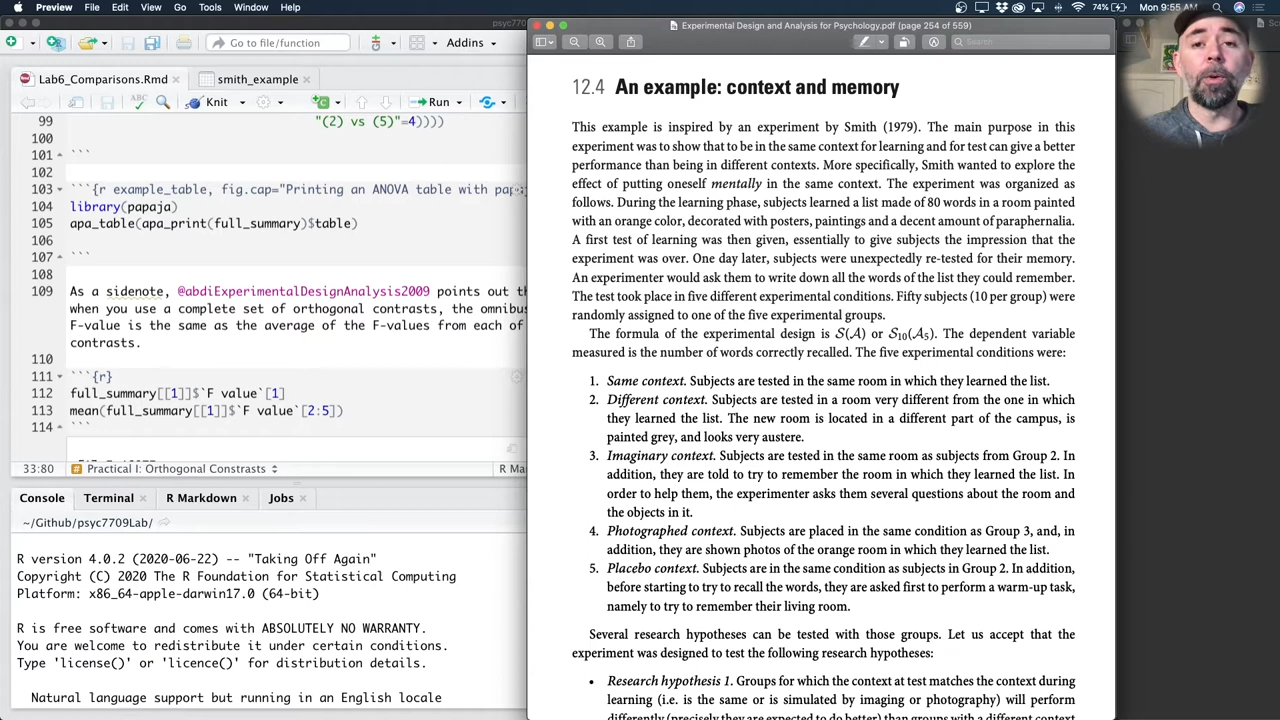 Preview File Edit View Go Tools Window Help
74% Mon 9:55 AM
psyc770
Go to file/function
Addins
Lab6_Comparisons.Rmd
smith_example
ABC
Knit
Run
99 "(2) vs (5)"=4))))
100
101 ```
102
103 ```{r example_table, fig.cap="Printing an ANOVA table with pap
104 library(papaja)
105 apa_table(apa_print(full_summary)$table)
106
107 ```
108
109 As a sidenote, @abdiExperimentalDesignAnalysis2009 points out th
when you use a complete set of orthogonal contrasts, the omnibus
F-value is the same as the average of the F-values from each of
contrasts.
110
111 ```{r}
112 full_summary[[1]]$`F value`[1]
113 mean(full_summary[[1]]$`F value`[2:5])
114 ```
33:80 Practical I: Orthogonal Constrasts
R Mar
Console Terminal R Markdown Jobs
~/Github/psyc7709Lab/
R version 4.0.2 (2020-06-22) -- "Taking Off Again"
Copyright (C) 2020 The R Foundation for Statistical Computing
Platform: x86_64-apple-darwin17.0 (64-bit)
R is free software and comes with ABSOLUTELY NO WARRANTY.
You are welcome to redistribute it under certain conditions.
Type 'license()' or 'licence()' for distribution details.
Natural language support but running in an English locale
Experimental Design and Analysis for Psychology.pdf (page 254 of 559)
Search
12.4 An example: context and memory
This example is inspired by an experiment by Smith (1979). The main purpose in this
experiment was to show that to be in the same context for learning and for test can give a better
performance than being in different contexts. More specifically, Smith wanted to explore the
effect of putting oneself mentally in the same context. The experiment was organized as
follows. During the learning phase, subjects learned a list made of 80 words in a room painted
with an orange color, decorated with posters, paintings and a decent amount of paraphernalia.
A first test of learning was then given, essentially to give subjects the impression that the
experiment was over. One day later, subjects were unexpectedly re-tested for their memory.
An experimenter would ask them to write down all the words of the list they could remember.
The test took place in five different experimental conditions. Fifty subjects (10 per group) were
randomly assigned to one of the five experimental groups.
The formula of the experimental design is S(A) or S10(A5). The dependent variable
measured is the number of words correctly recalled. The five experimental conditions were:
1. Same context. Subjects are tested in the same room in which they learned the list.
2. Different context. Subjects are tested in a room very different from the one in which
they learned the list. The new room is located in a different part of the campus, is
painted grey, and looks very austere.
3. Imaginary context. Subjects are tested in the same room as subjects from Group 2. In
addition, they are told to try to remember the room in which they learned the list. In
order to help them, the experimenter asks them several questions about the room and
the objects in it.
4. Photographed context. Subjects are placed in the same condition as Group 3, and, in
addition, they are shown photos of the orange room in which they learned the list.
5. Placebo context. Subjects are in the same condition as subjects in Group 2. In addition,
before starting to try to recall the words, they are asked first to perform a warm-up task,
namely to try to remember their living room.
Several research hypotheses can be tested with those groups. Let us accept that the
experiment was designed to test the following research hypotheses:
• Research hypothesis 1. Groups for which the context at test matches the context during
learning (i.e. is the same or is simulated by imaging or photography) will perform
differently (precisely they are expected to do better) than groups with a different context